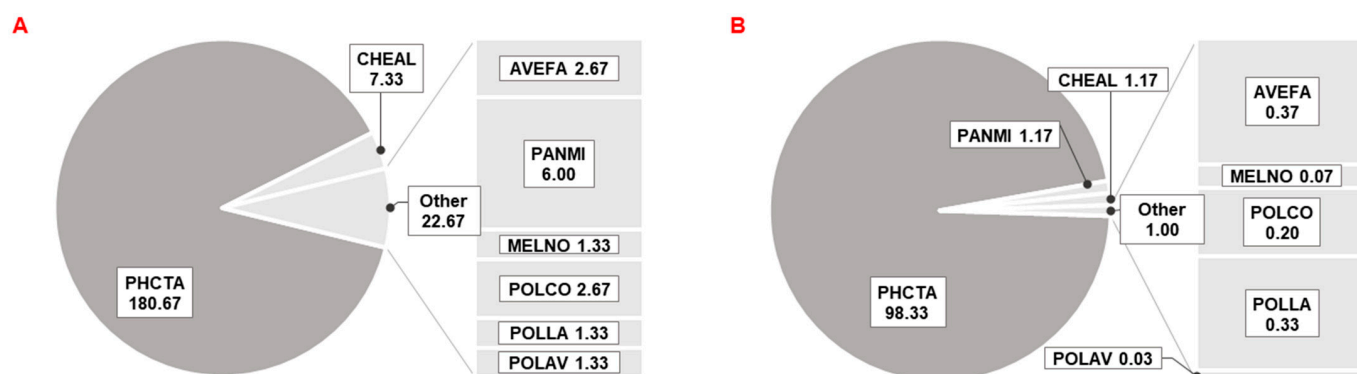 A
CHEAL
7.33
AVEFA 2.67
PANMI
6.00
Other
22.67
MELNO 1.33
POLCO 2.67
PHCTA
180.67
POLLA 1.33
POLAV 1.33
B
CHEAL 1.17
AVEFA
0.37
PANMI 1.17
MELNO 0.07
Other
1.00
POLCO
0.20
PHCTA
98.33
POLLA
0.33
POLAV 0.03